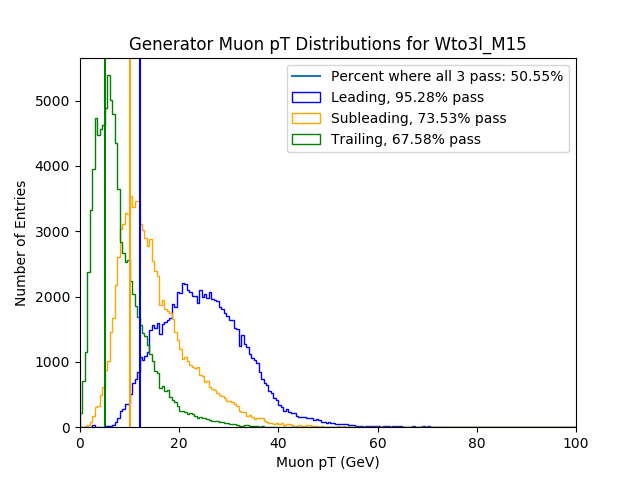 Generator Muon pT Distributions for Wto3l_M15
Percent where all 3 pass: 50.55%
Leading, 95.28% pass
Subleading, 73.53% pass
Trailing, 67.58% pass
Number of Entries
5000
4000
3000
2000
1000
0
0 20 40 60 80 100
Muon pT (GeV)